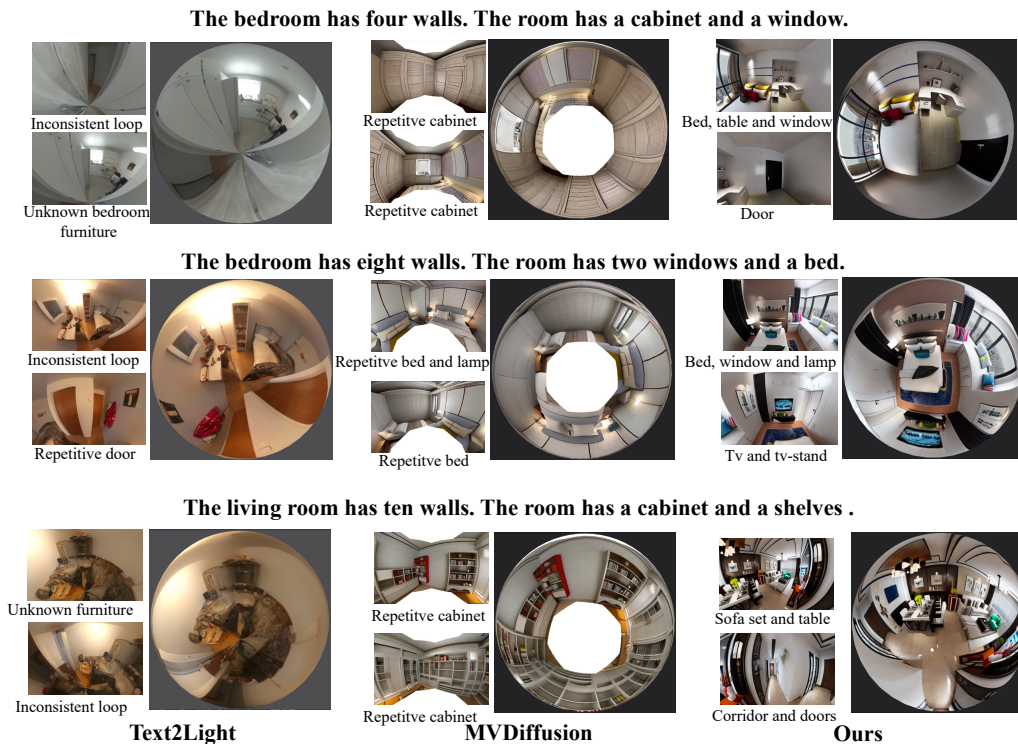 The bedroom has four walls. The room has a cabinet and a window.
Inconsistent loop
Unknown bedroom
furniture
Repetitve cabinet
Repetitve cabinet
Bed, table and window
Door
The bedroom has eight walls. The room has two windows and a bed.
Inconsistent loop
Repetitive door
Repetitve bed and lamp
Repetitve bed
Bed, window and lamp
Tv and tv-stand
The living room has ten walls. The room has a cabinet and a shelves .
Unknown furniture
Inconsistent loop
Repetitve cabinet
Repetitve cabinet
Sofa set and table
Corridor and doors
Text2Light
MVDiffusion
Ours